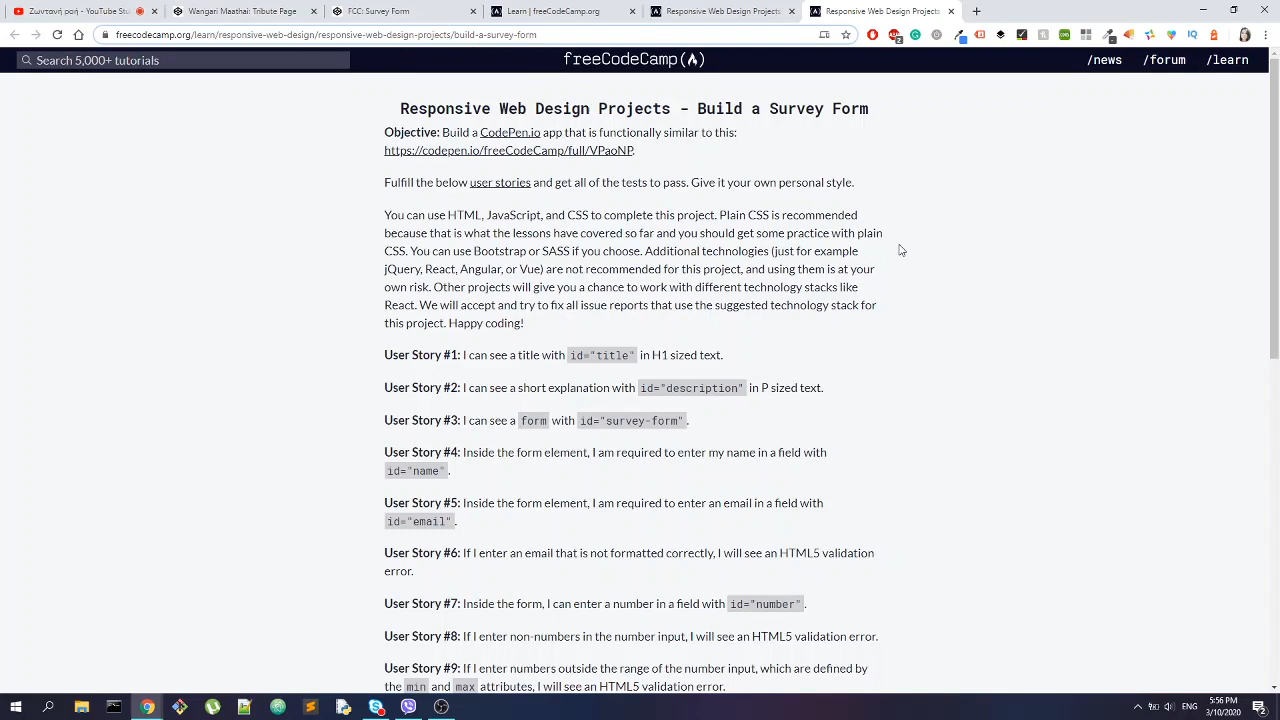 Ζωντανή ροή - YouTube Stu
Wangari Maathai: Tribute Page
FCC: Survey Form
Learn | freeCodeCamp.org
Responsive Web Design Projects
Responsive Web Design Projects
freecodecamp.org/learn/responsive-web-design/responsive-web-design-projects/build-a-survey-form
Search 5,000+ tutorials
freeCodeCamp
/news
/forum
/learn
Responsive Web Design Projects - Build a Survey Form
Objective: Build a CodePen.io app that is functionally similar to this:
https://codepen.io/freeCodeCamp/full/VPaoNP.
Fulfill the below user stories and get all of the tests to pass. Give it your own personal style.
You can use HTML, JavaScript, and CSS to complete this project. Plain CSS is recommended
because that is what the lessons have covered so far and you should get some practice with plain
CSS. You can use Bootstrap or SASS if you choose. Additional technologies (just for example
jQuery, React, Angular, or Vue) are not recommended for this project, and using them is at your
own risk. Other projects will give you a chance to work with different technology stacks like
React. We will accept and try to fix all issue reports that use the suggested technology stack for
this project. Happy coding!
User Story #1: I can see a title with id="title" in H1 sized text.
User Story #2: I can see a short explanation with id="description" in P sized text.
User Story #3: I can see a form with id="survey-form".
User Story #4: Inside the form element, I am required to enter my name in a field with
id="name".
User Story #5: Inside the form element, I am required to enter an email in a field with
id="email".
User Story #6: If I enter an email that is not formatted correctly, I will see an HTML5 validation
error.
User Story #7: Inside the form, I can enter a number in a field with id="number".
User Story #8: If I enter non-numbers in the number input, I will see an HTML5 validation error.
User Story #9: If I enter numbers outside the range of the number input, which are defined by
the min and max attributes, I will see an HTML5 validation error.
ENG
5:56 PM
3/10/2020